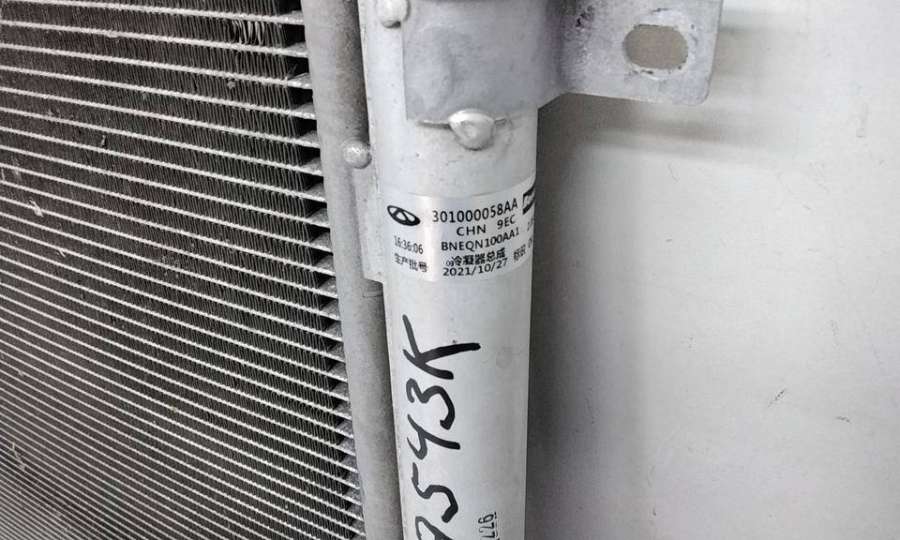 301000058AA
CHN 9EC
16:36:06 BNEQN100AA1
生产批号 冷凝器总成
2021/10/27
9543K